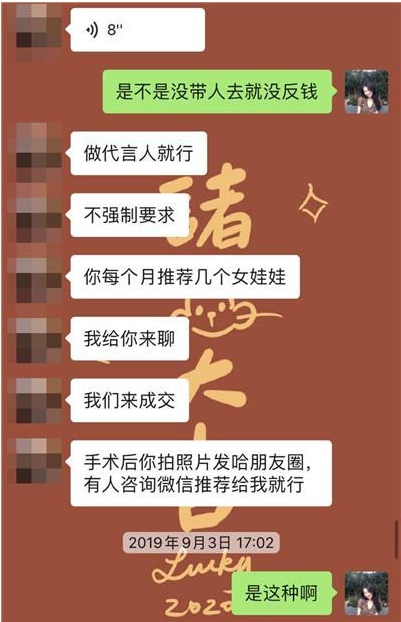 8"
是不是没带人去就没反钱
做代言人就行
不强制要求
你每个月推荐几个女娃娃
我给你来聊
我们来成交
手术后你拍照片发哈朋友圈，
有人咨询微信推荐给我就行
2019年9月3日 17:02
是这种啊
诸
大
吉
Lucky
2020